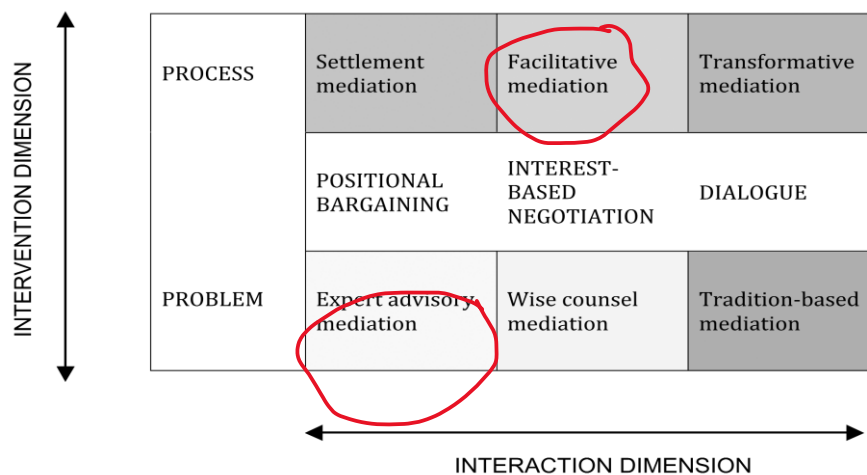 INTERVENTION DIMENSION
PROCESS
Settlement
mediation
Facilitative
mediation
Transformative
mediation
POSITIONAL
BARGAINING
INTEREST-
BASED
NEGOTIATION
DIALOGUE
PROBLEM
Expert advisory
mediation
Wise counsel
mediation
Tradition-based
mediation
INTERACTION DIMENSION